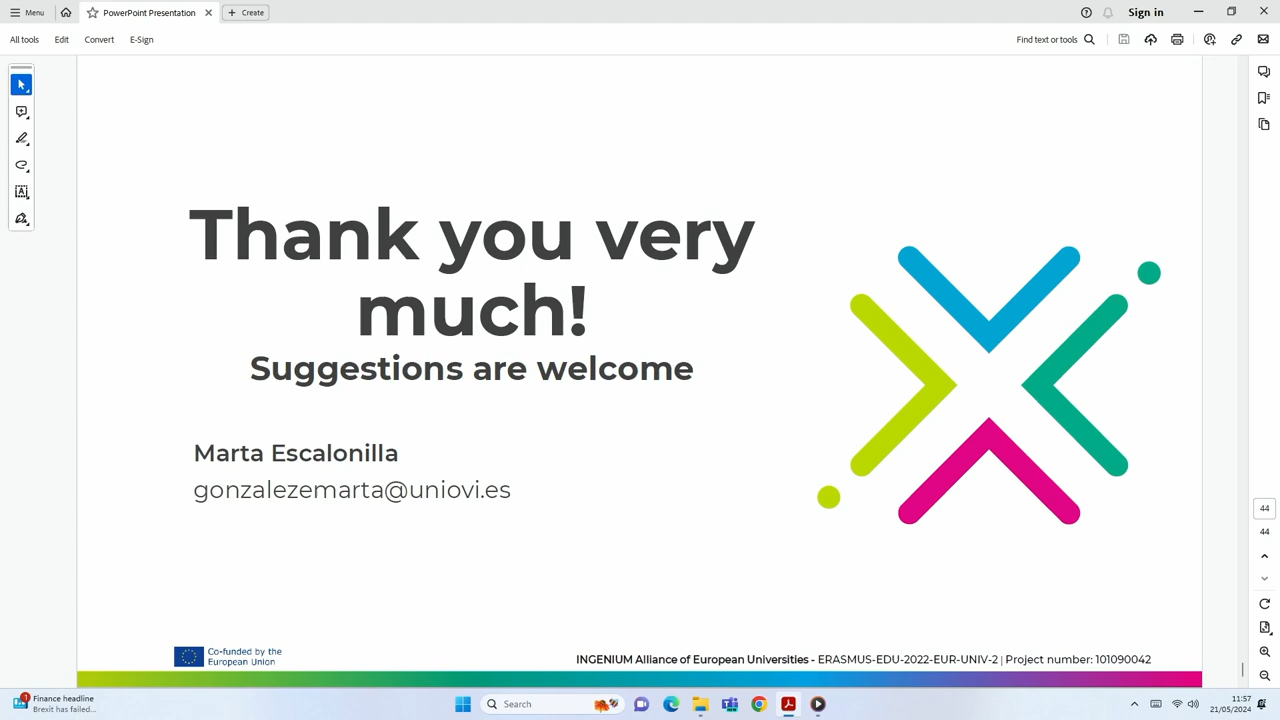 Menu
PowerPoint Presentation
Create
Sign in
All tools
Edit
Convert
E-Sign
Find text or tools
Thank you very
much!
Suggestions are welcome
Marta Escalonilla
gonzalezemarta@uniovi.es
44
44
Co-funded by the
European Union
INGENIUM Alliance of European Universities - ERASMUS-EDU-2022-EUR-UNIV-2 | Project number: 101090042
1
Finance headline
Brexit has failed...
Search
11:57
21/05/2024